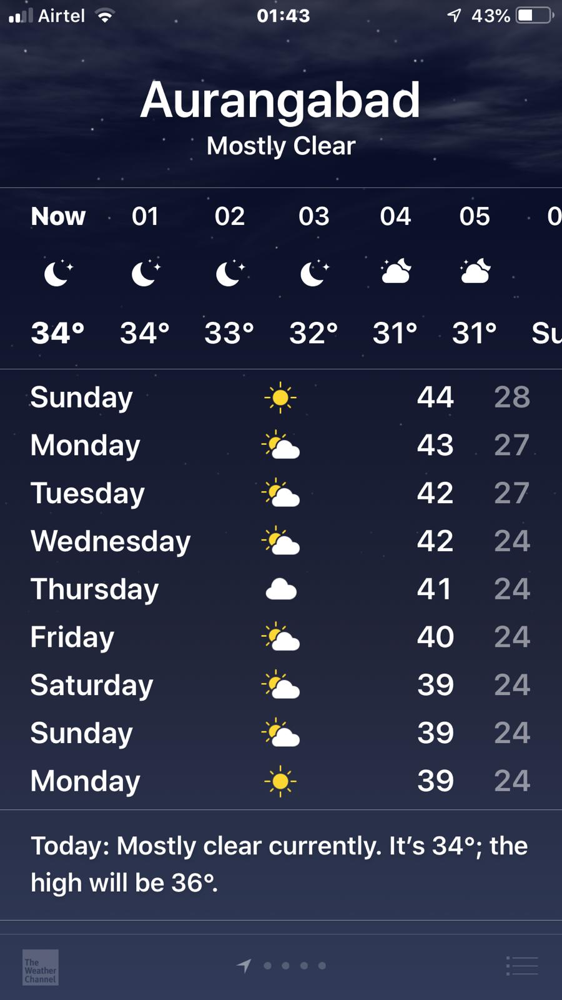 Airtel 01:43 43%
Aurangabad
Mostly Clear
Now 01 02 03 04 05 0
34° 34° 33° 32° 31° 31° Su
Sunday 44 28
Monday 43 27
Tuesday 42 27
Wednesday 42 24
Thursday 41 24
Friday 40 24
Saturday 39 24
Sunday 39 24
Monday 39 24
Today: Mostly clear currently. It’s 34°; the
high will be 36°.
The
Weather
Channel